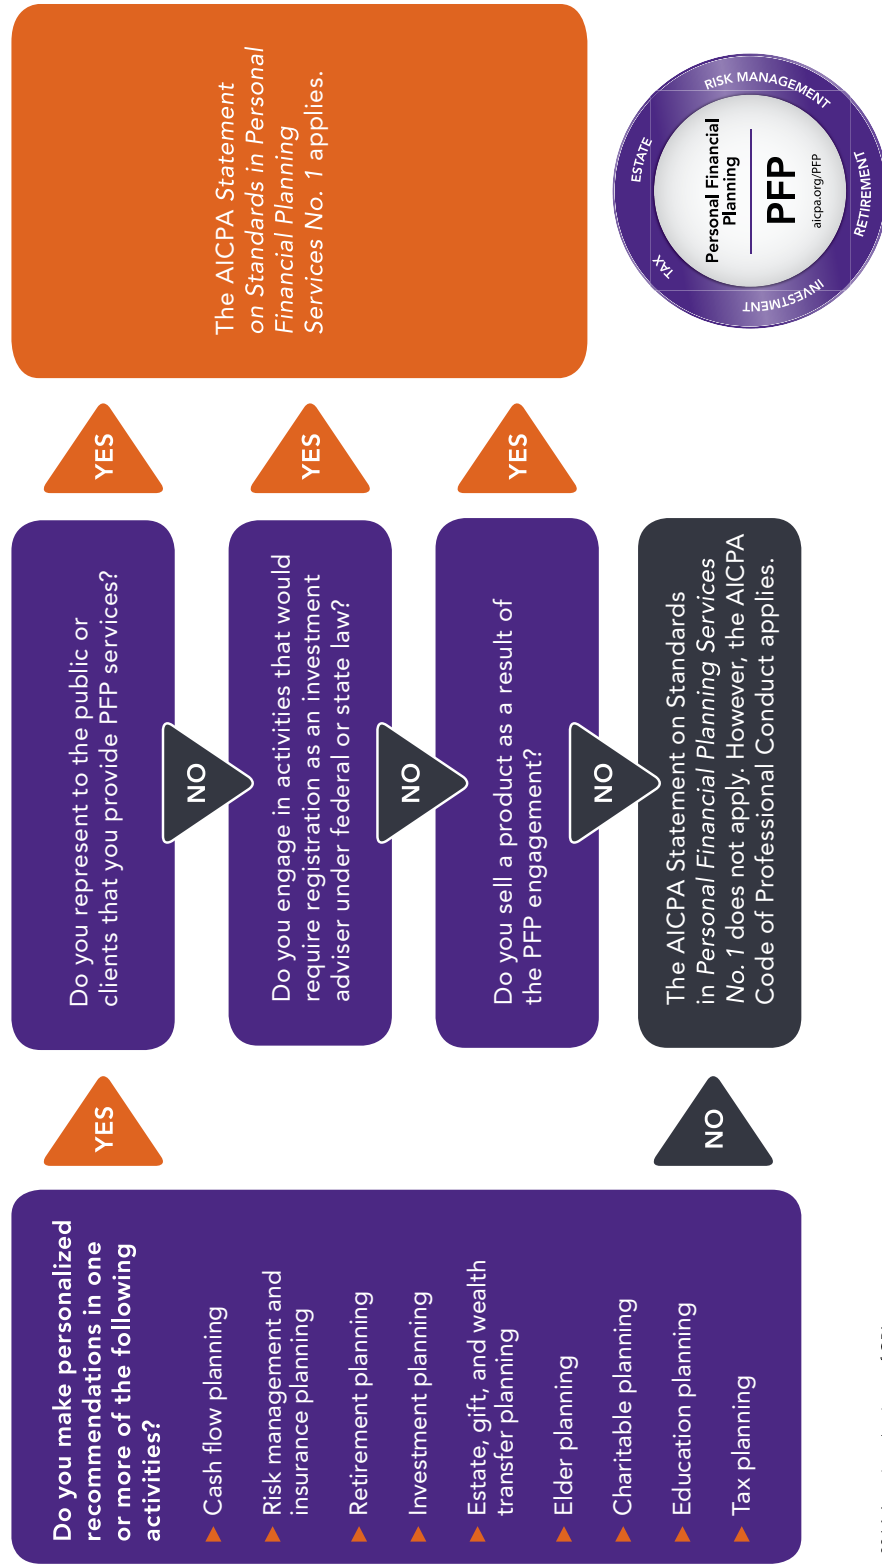 Do you make personalized
recommendations in one
or more of the following
activities?
Cash flow planning
Risk management and
insurance planning
Retirement planning
Investment planning
Estate, gift, and wealth
transfer planning
Elder planning
Charitable planning
Education planning
Tax planning
YES
NO
Do you represent to the public or
clients that you provide PFP services?
NO
Do you engage in activities that would
require registration as an investment
adviser under federal or state law?
NO
Do you sell a product as a result of
the PFP engagement?
NO
The AICPA Statement on Standards
in Personal Financial Planning Services
No. 1 does not apply. However, the AICPA
Code of Professional Conduct applies.
YES
YES
YES
The AICPA Statement
on Standards in Personal
Financial Planning
Services No. 1 applies.
TAX
ESTATE
RISK MANAGEMENT
RETIREMENT
INVESTMENT
Personal Financial
Planning
PFP
aicpa.org/PFP